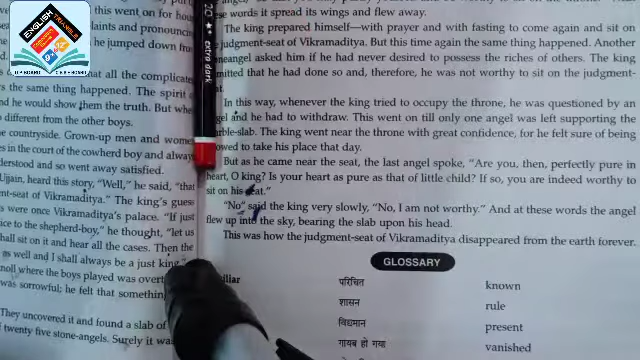 ENGLISH
U.P BOARD
C.B.S.E BOARD
this went on for hou
laints and pronouncin
he jumped down from
at all the complicate
s the same thing happened. The spirit o
nd he would show them the truth. But whe
different from the other boys.
e countryside. Grown-up men and wome
es in the court of the cowherd boy and alway
derstood and so went away satisfied.
Ujjain, heard this story, "Well," he said, "that
nt-seat of Vikramaditya." The king's guess
s were once Vikramaditya's palace. "If just
ice to the shepherd-boy," he thought, "let us
hall sit on it and hear all the cases. Then the
as well and I shall always be a just king."
noll where the boys played was overt
was sorrowful; he felt that somethin
They uncovered it and found a slab of
f twenty five stone-angels. Surely it was
extra dark
ese words it spread its wings and flew away.
The king prepared himself—with prayer and with fasting to come again and sit on
judgment-seat of Vikramaditya. But this time again the same thing happened. Another
neangel asked him if he had never desired to possess the riches of others. The king
mitted that he had done so and, therefore, he was not worthy to sit on the judgment-
at.
In this way, whenever the king tried to occupy the throne, he was questioned by an
gel and he had to withdraw. This went on till only one angel was left supporting the
rble-slab. The king went near the throne with great confidence, for he felt sure of being
owed to take his place that day.
But as he came near the seat, the last angel spoke, "Are you, then, perfectly pure in
heart, O king? Is your heart as pure as that of little child? If so, you are indeed worthy to
sit on his seat."
"No" said the king very slowly, "No, I am not worthy." And at these words the angel
flew up into the sky, bearing the slab upon his head.
This was how the judgment-seat of Vikramaditya disappeared from the earth forever.
GLOSSARY
iliar परिचित known
शासन rule
विद्यमान present
गायब हो गया vanished